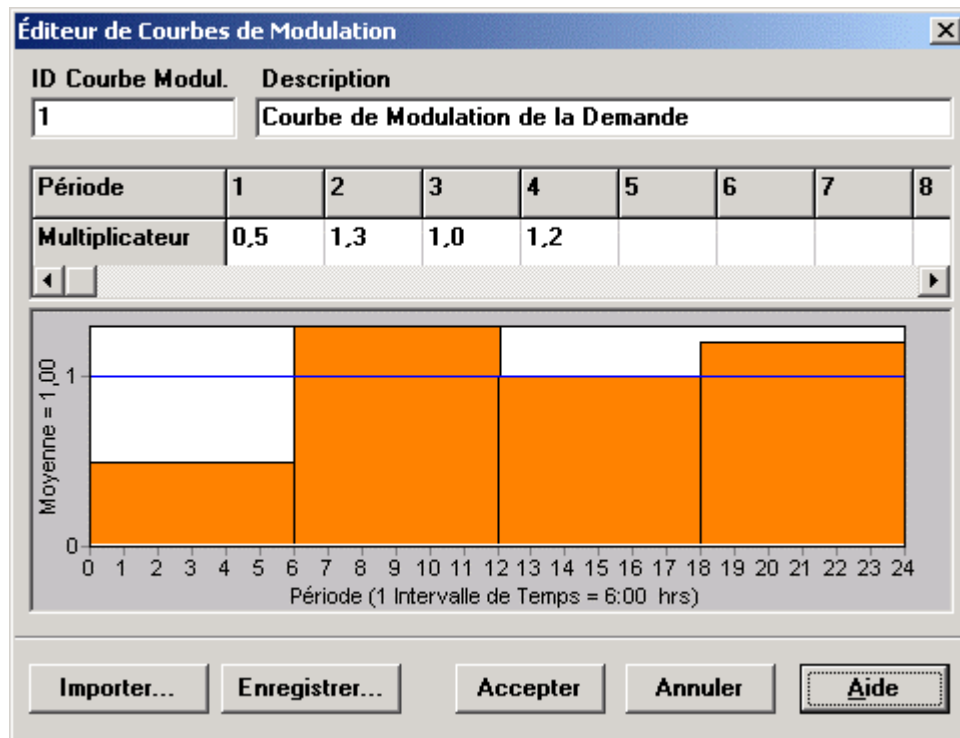 Éditeur de Courbes de Modulation
ID Courbe Modul. Description
1 Courbe de Modulation de la Demande
Période 1 2 3 4 5 6 7 8
Multiplicateur 0,5 1,3 1,0 1,2
Moyenne = 1,00
1
0
0 1 2 3 4 5 6 7 8 9 10 11 12 13 14 15 16 17 18 19 20 21 22 23 24
Période (1 Intervalle de Temps = 6:00 hrs)
Importer... Enregistrer... Accepter Annuler Aide